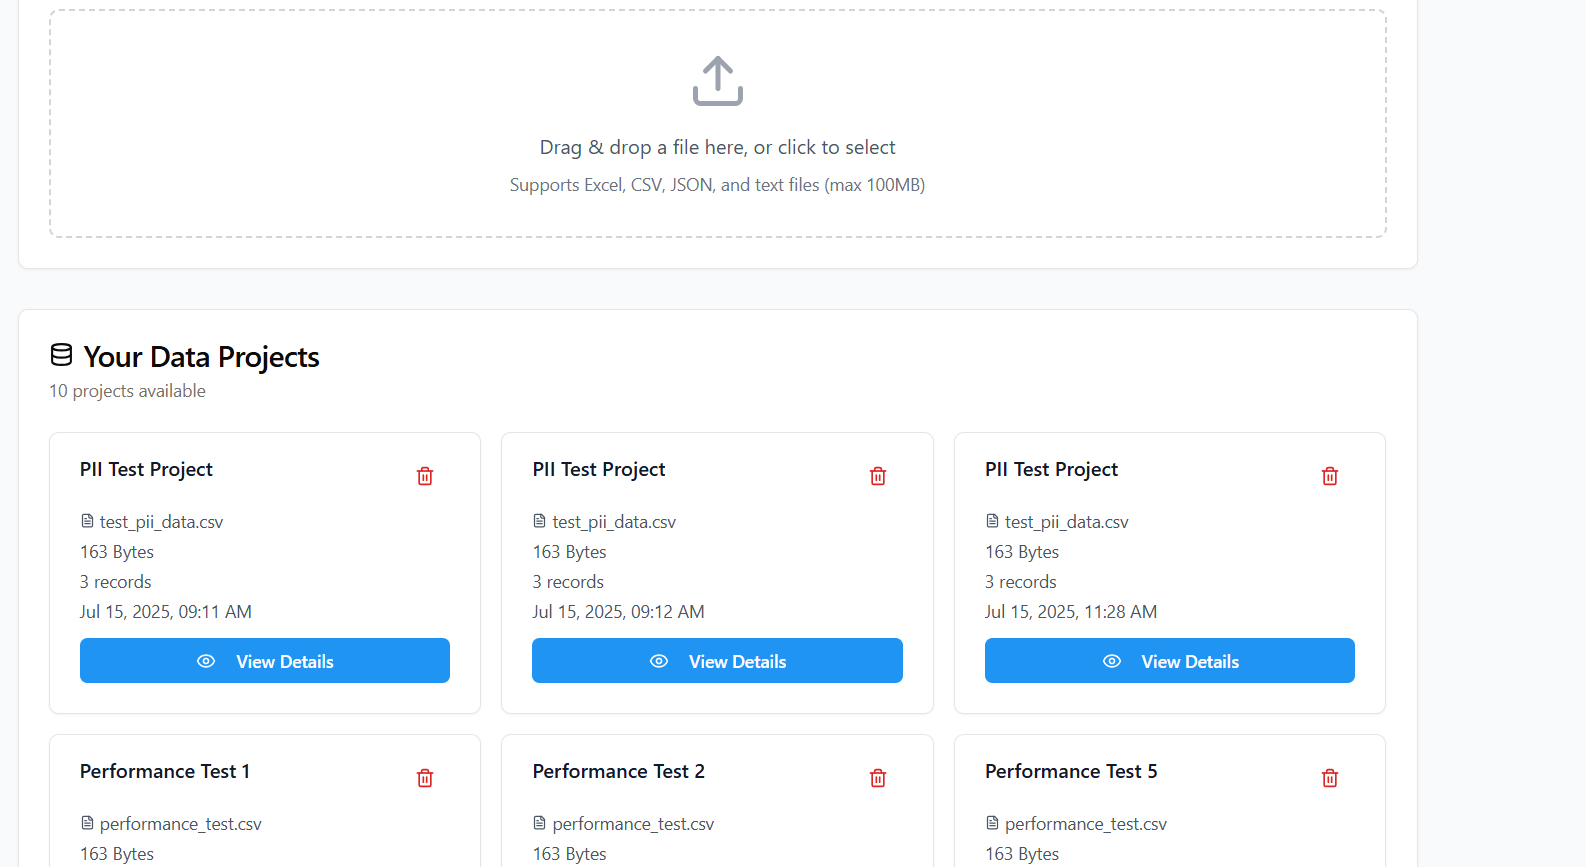 Drag & drop a file here, or click to select
Supports Excel, CSV, JSON, and text files (max 100MB)
Your Data Projects
10 projects available
PII Test Project
test_pii_data.csv
163 Bytes
3 records
Jul 15, 2025, 09:11 AM
View Details
PII Test Project
test_pii_data.csv
163 Bytes
3 records
Jul 15, 2025, 09:12 AM
View Details
PII Test Project
test_pii_data.csv
163 Bytes
3 records
Jul 15, 2025, 11:28 AM
View Details
Performance Test 1
performance_test.csv
163 Bytes
Performance Test 2
performance_test.csv
163 Bytes
Performance Test 5
performance_test.csv
163 Bytes